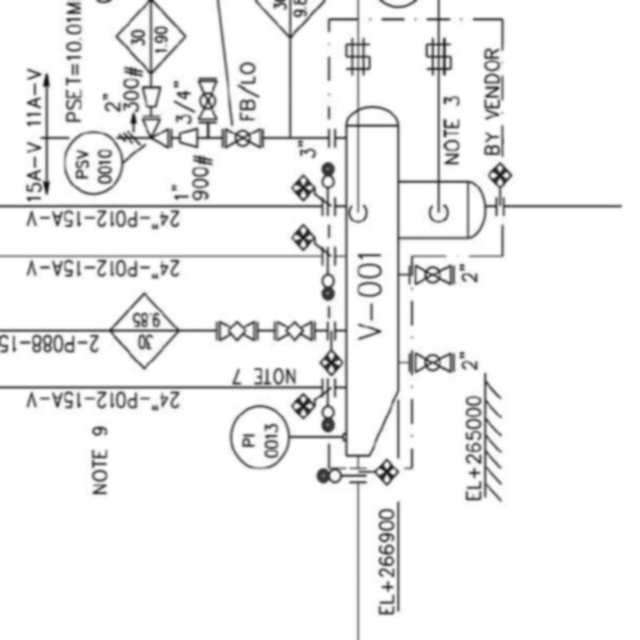 30
1.90
9.8
PSET=10.01M
2"
300#
3/4"
FB/LO
11A-V
15A-V
PSV
0010
1"
900#
3"
NOTE 3
BY VENDOR
24"-P012-15A-V
24"-P012-15A-V
V-001
2"
9.85
30
2-P088-15
2"
NOTE 7
24"-P012-15A-V
NOTE 9
PI
0013
EL+265000
EL+266900